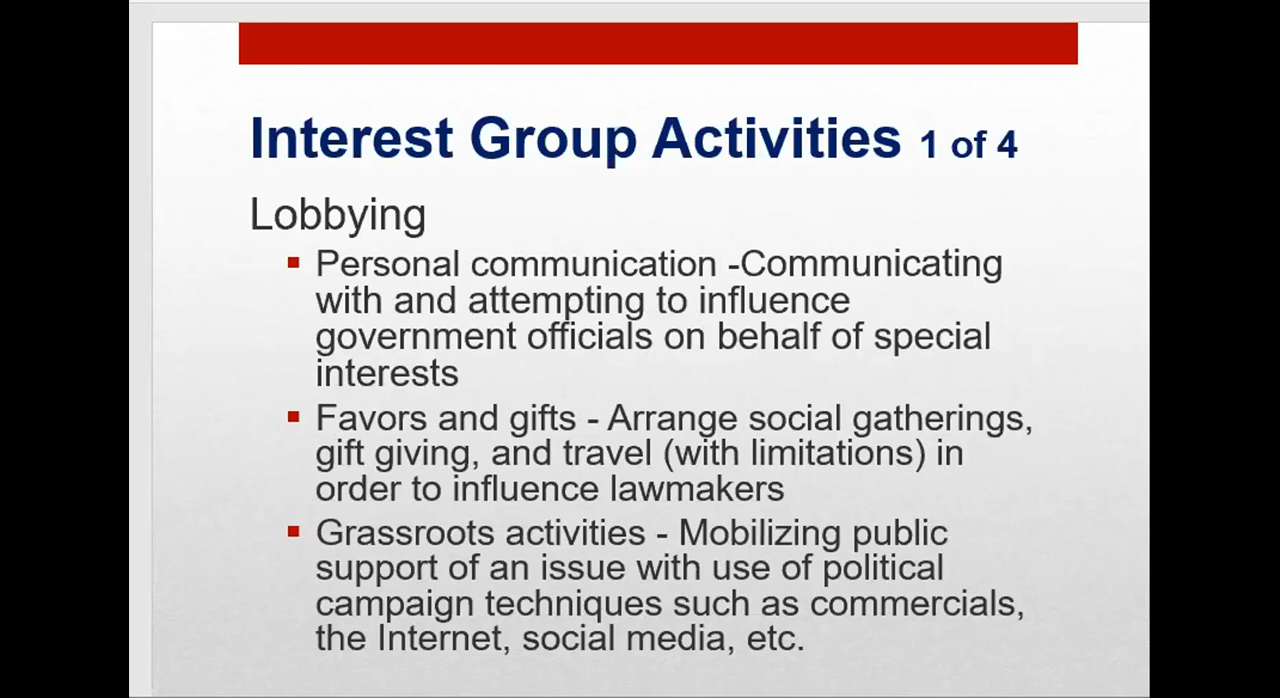 Interest Group Activities 1 of 4
Lobbying
▪ Personal communication -Communicating
with and attempting to influence
government officials on behalf of special
interests
▪ Favors and gifts - Arrange social gatherings,
gift giving, and travel (with limitations) in
order to influence lawmakers
▪ Grassroots activities - Mobilizing public
support of an issue with use of political
campaign techniques such as commercials,
the Internet, social media, etc.